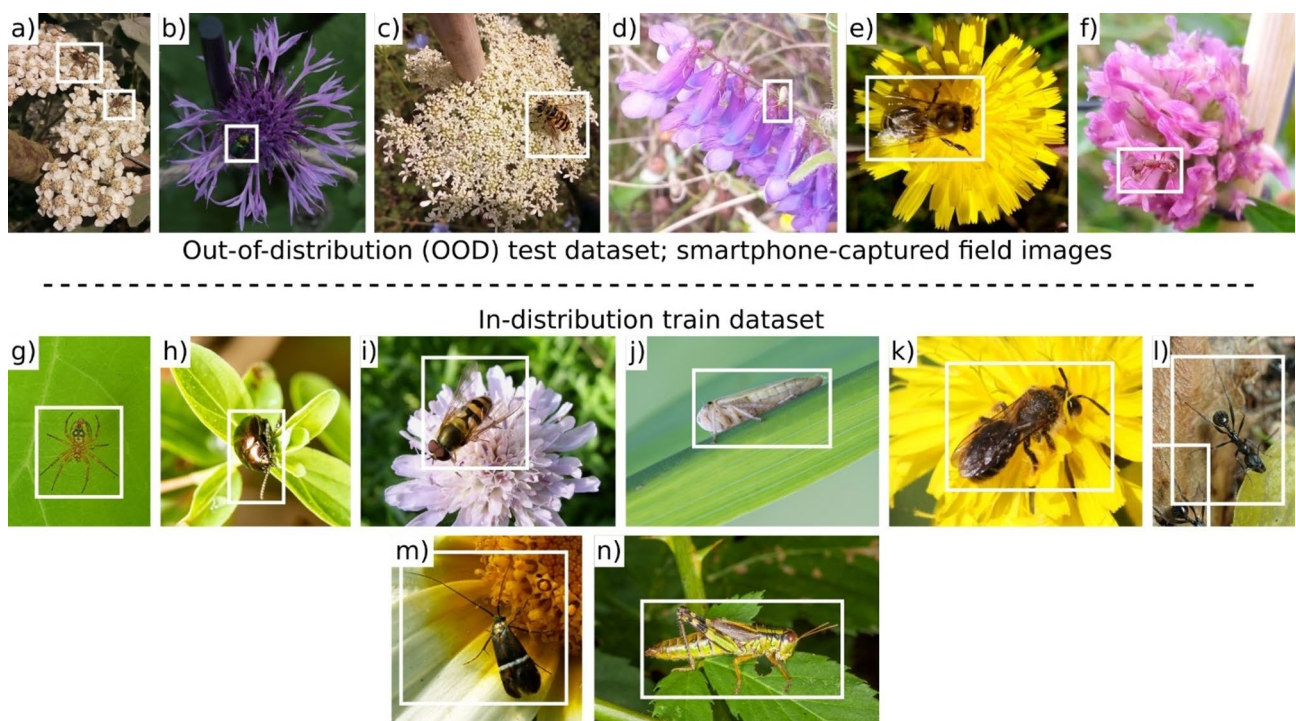 a) b) c) d) e) f)
Out-of-distribution (OOD) test dataset; smartphone-captured field images
In-distribution train dataset
g) h) i) j) k) l)
m) n)